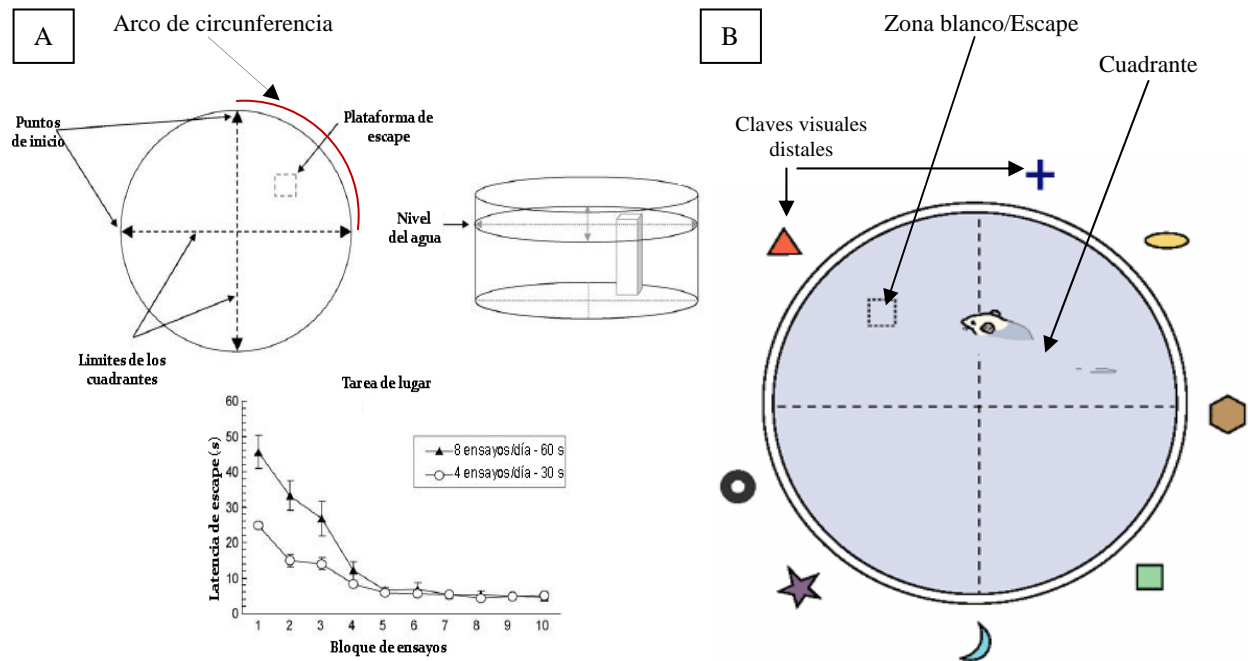 A
Arco de circunferencia
Puntos
de inicio
Plataforma de
escape
Nivel
del agua
Limites de los
cuadrantes
Tarea de lugar
Latencia de escape (s)
60
50
40
30
20
10
0
8 ensayos/día - 60 s
4 ensayos/día - 30 s
1 2 3 4 5 6 7 8 9 10
Bloque de ensayos
B
Zona blanco/Escape
Cuadrante
Claves visuales
distales